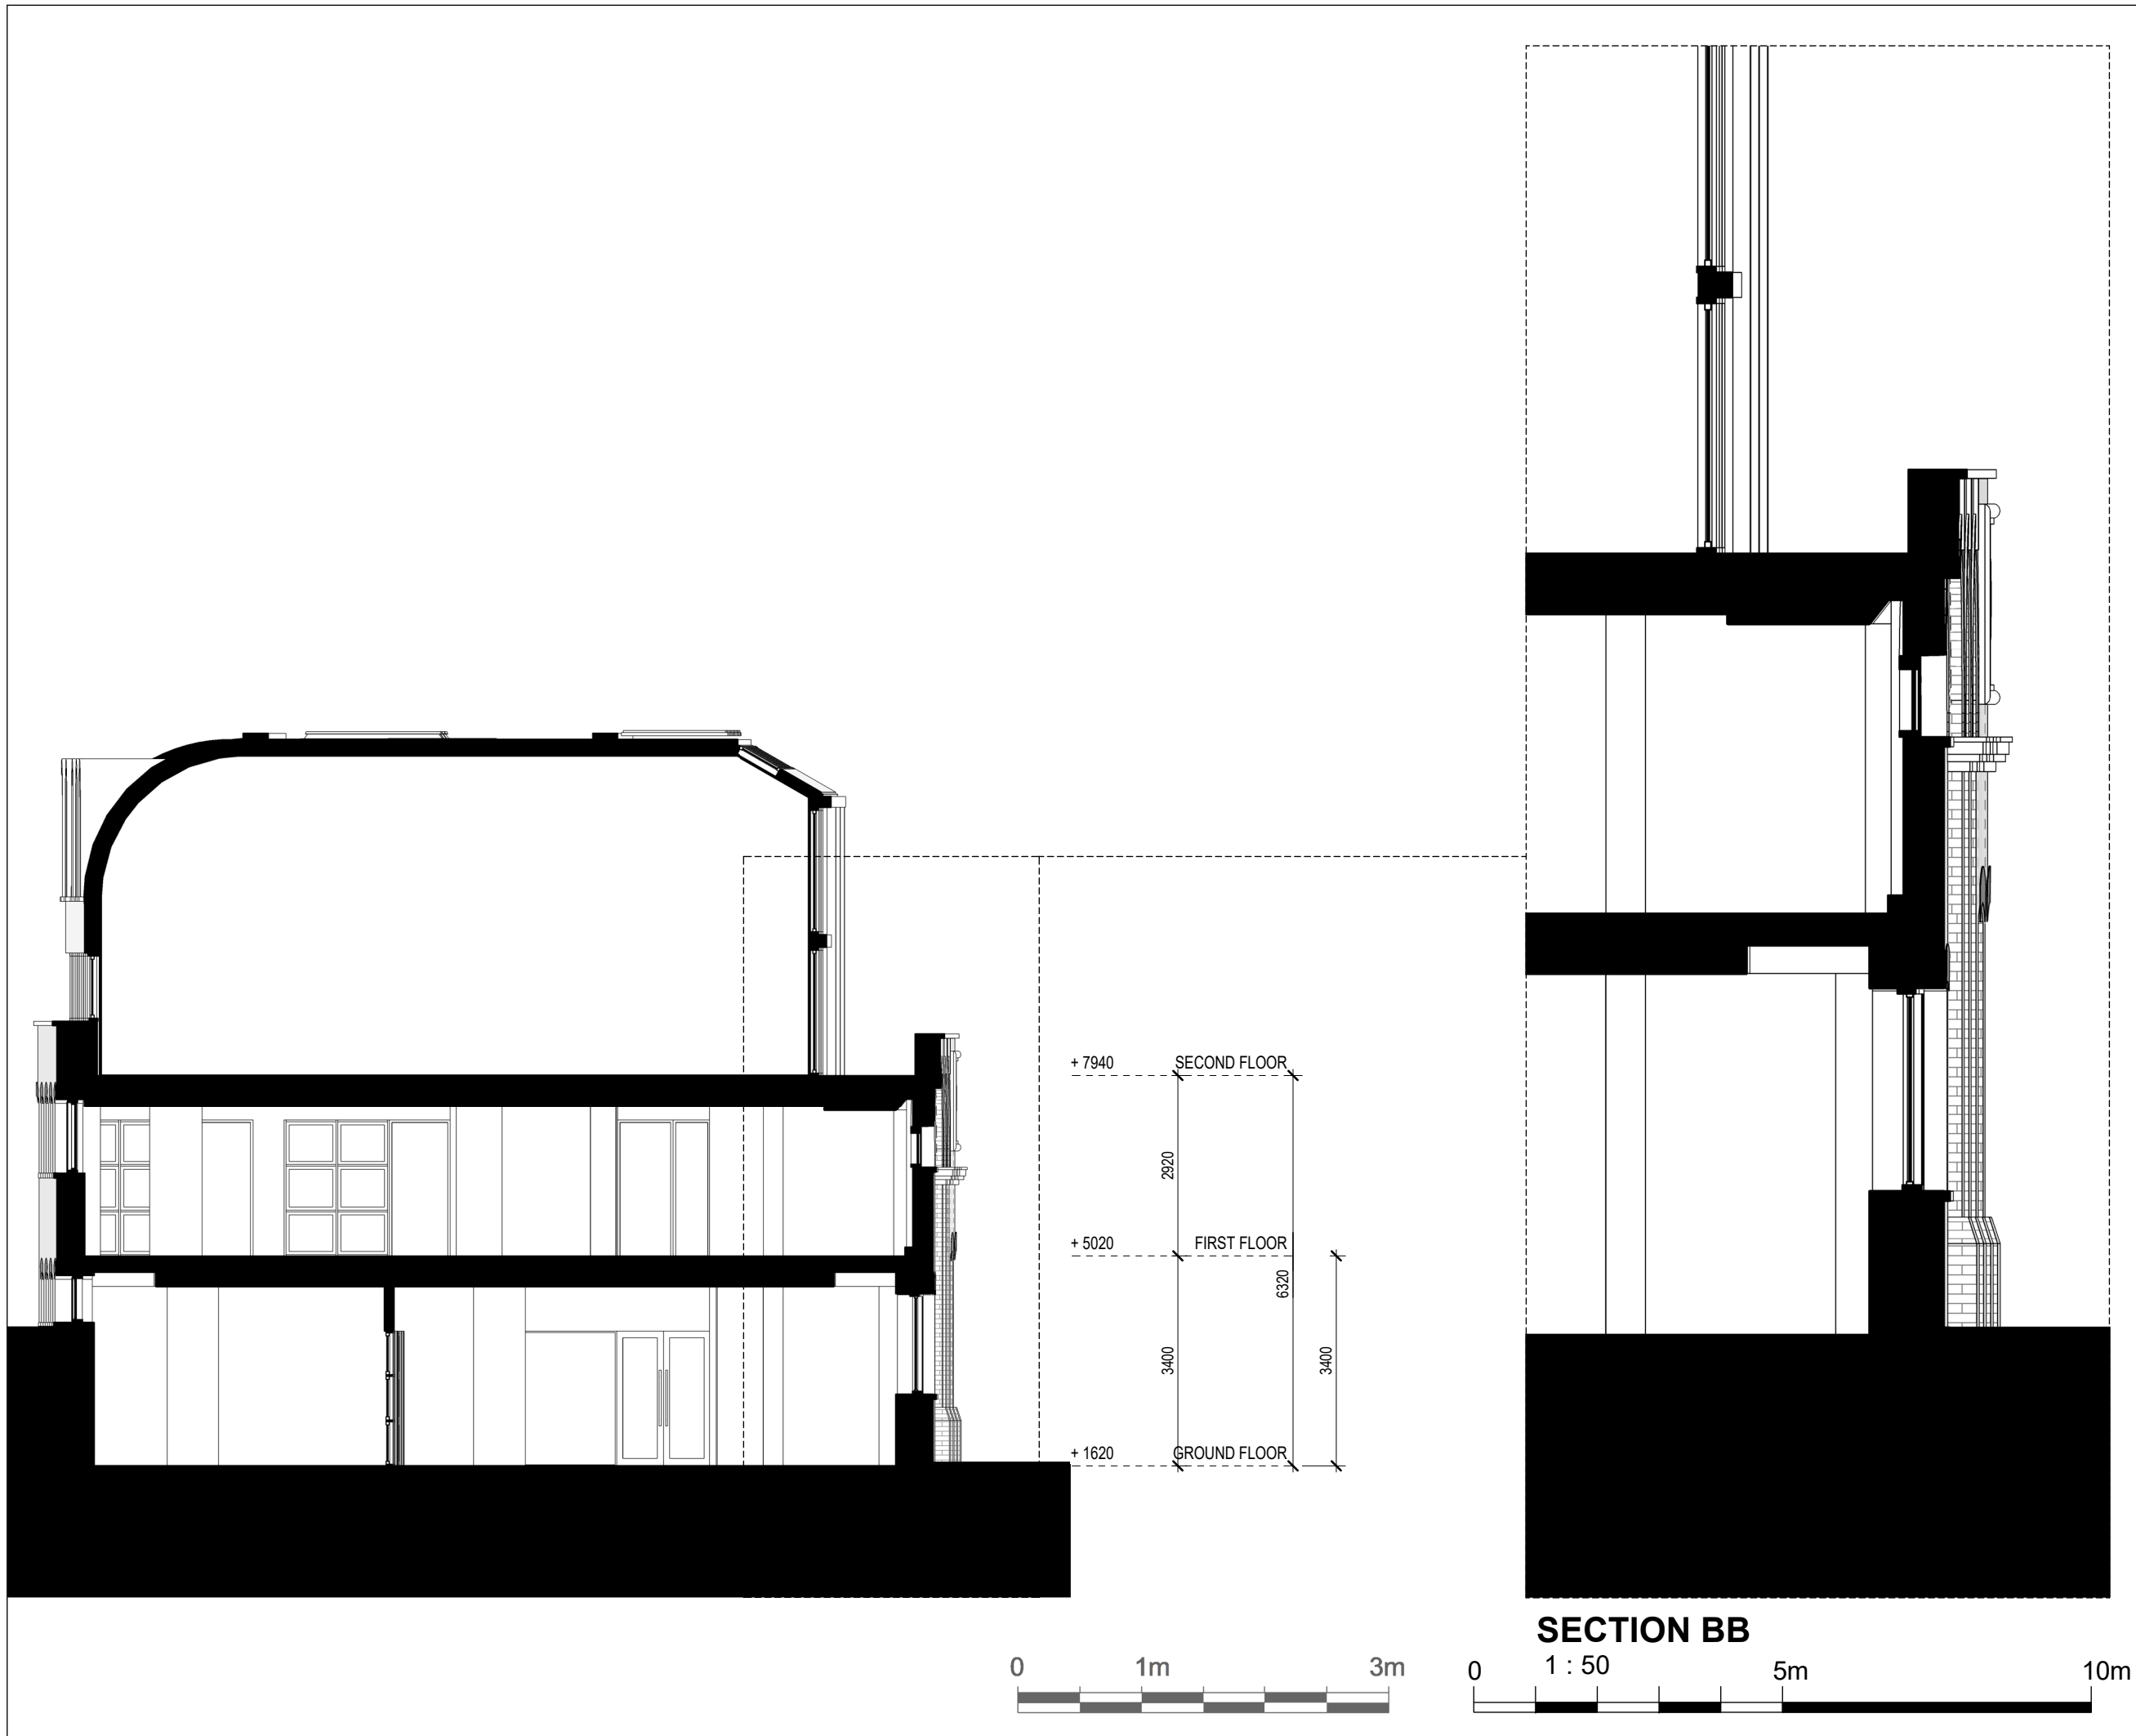 + 7940 SECOND FLOOR
2920
+ 5020 FIRST FLOOR
6320
3400
3400
+ 1620 GROUND FLOOR
SECTION BB
1 : 50
0 1m 3m
0 5m 10m